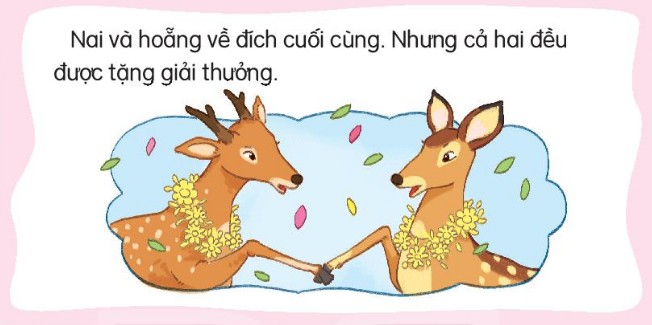 Nai và hoẵng về đích cuối cùng. Nhưng cả hai đều
được tặng giải thưởng.